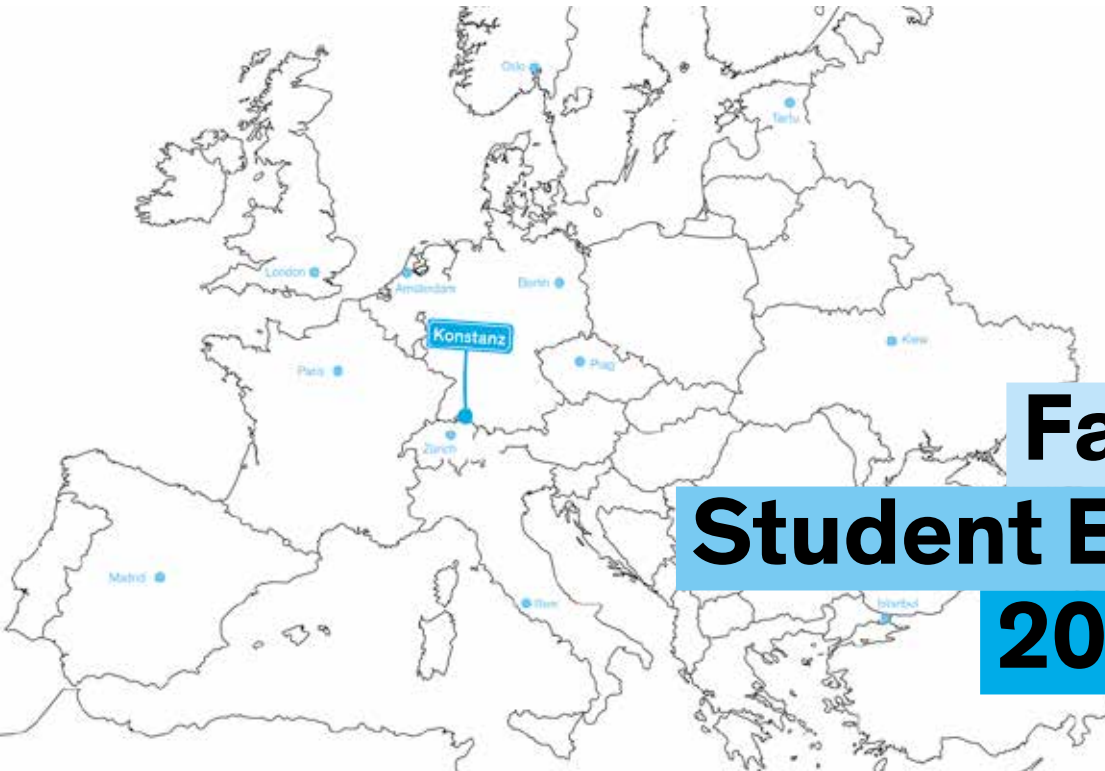 Oslo
Tartu
London
Amsterdam
Berlin
Konstanz
Kiew
Paris
Prag
Zürich
Fa
Student E
Madrid
Rom
Istanbul
20